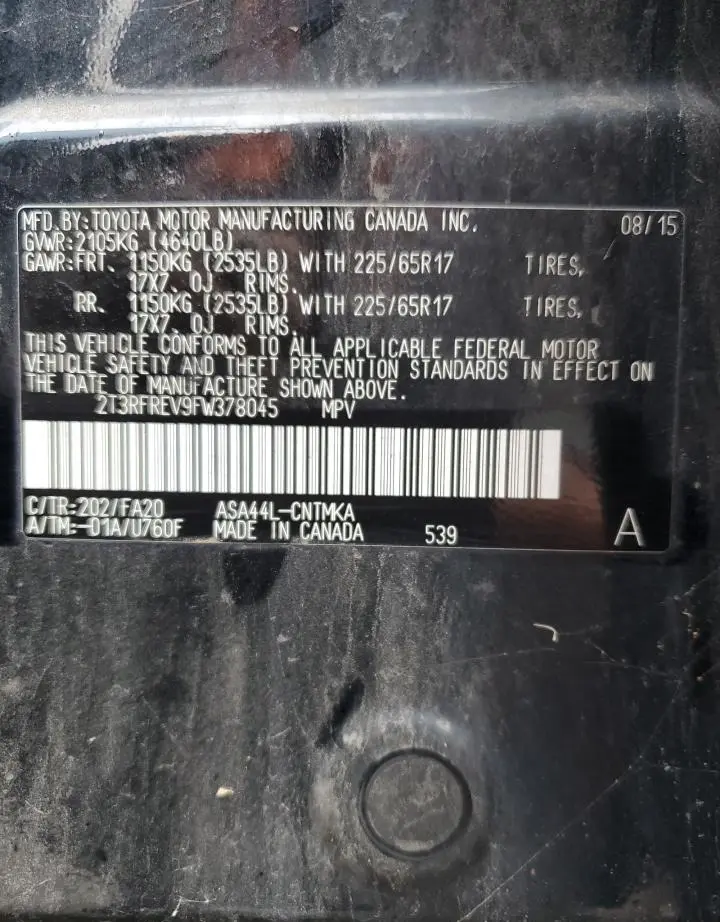 MFD.BY:TOYOTA MOTOR MANUFACTURING CANADA INC. 08/15
GVWR:2105KG (4640LB)
GAWR:FRT. 1150KG (2535LB) WITH 225/65R17 TIRES,
17X7.0J RIMS.
RR. 1150KG (2535LB) WITH 225/65R17 TIRES,
17X7.0J RIMS.
THIS VEHICLE CONFORMS TO ALL APPLICABLE FEDERAL MOTOR
VEHICLE SAFETY AND THEFT PREVENTION STANDARDS IN EFFECT ON
THE DATE OF MANUFACTURE SHOWN ABOVE.
2T3RFREV9FW378045 MPV
C/TR:202/FA20 ASA44L-CNTMKA
A/TM:-01A/U760F MADE IN CANADA 539 A